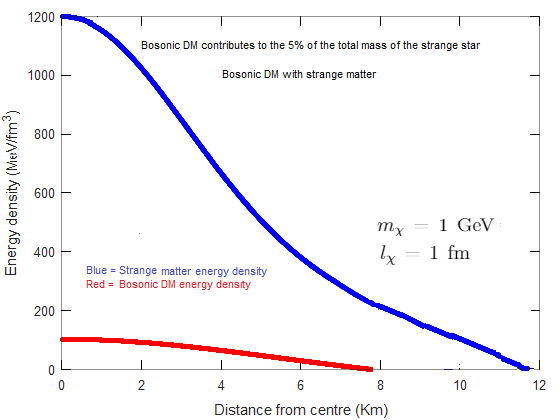 1200
1000
800
600
400
200
0
Energy density (MeV/fm³)
Bosonic DM contributes to the 5% of the total mass of the strange star
Bosonic DM with strange matter
mχ = 1 GeV
lχ = 1 fm
Blue = Strange matter energy density
Red = Bosonic DM energy density
0 2 4 6 8 10 12
Distance from centre (Km)